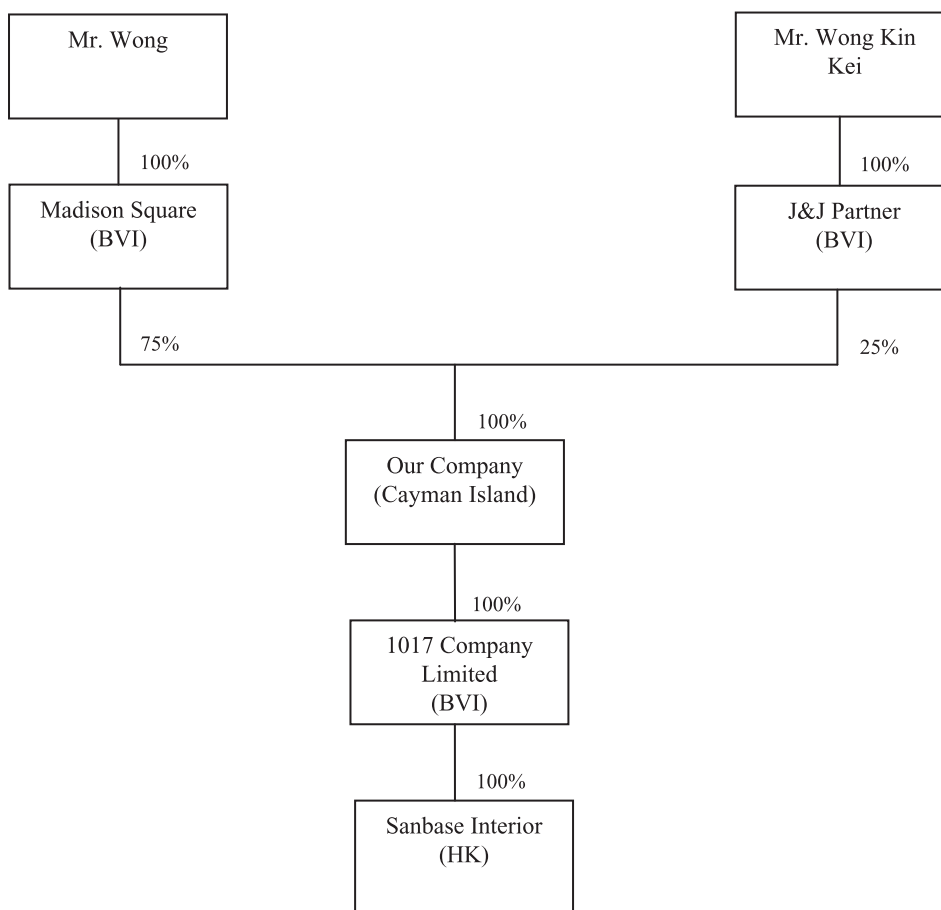 Mr. Wong
Mr. Wong Kin
Kei
100%
100%
Madison Square
(BVI)
J&J Partner
(BVI)
75%
25%
100%
Our Company
(Cayman Island)
100%
1017 Company
Limited
(BVI)
100%
Sanbase Interior
(HK)